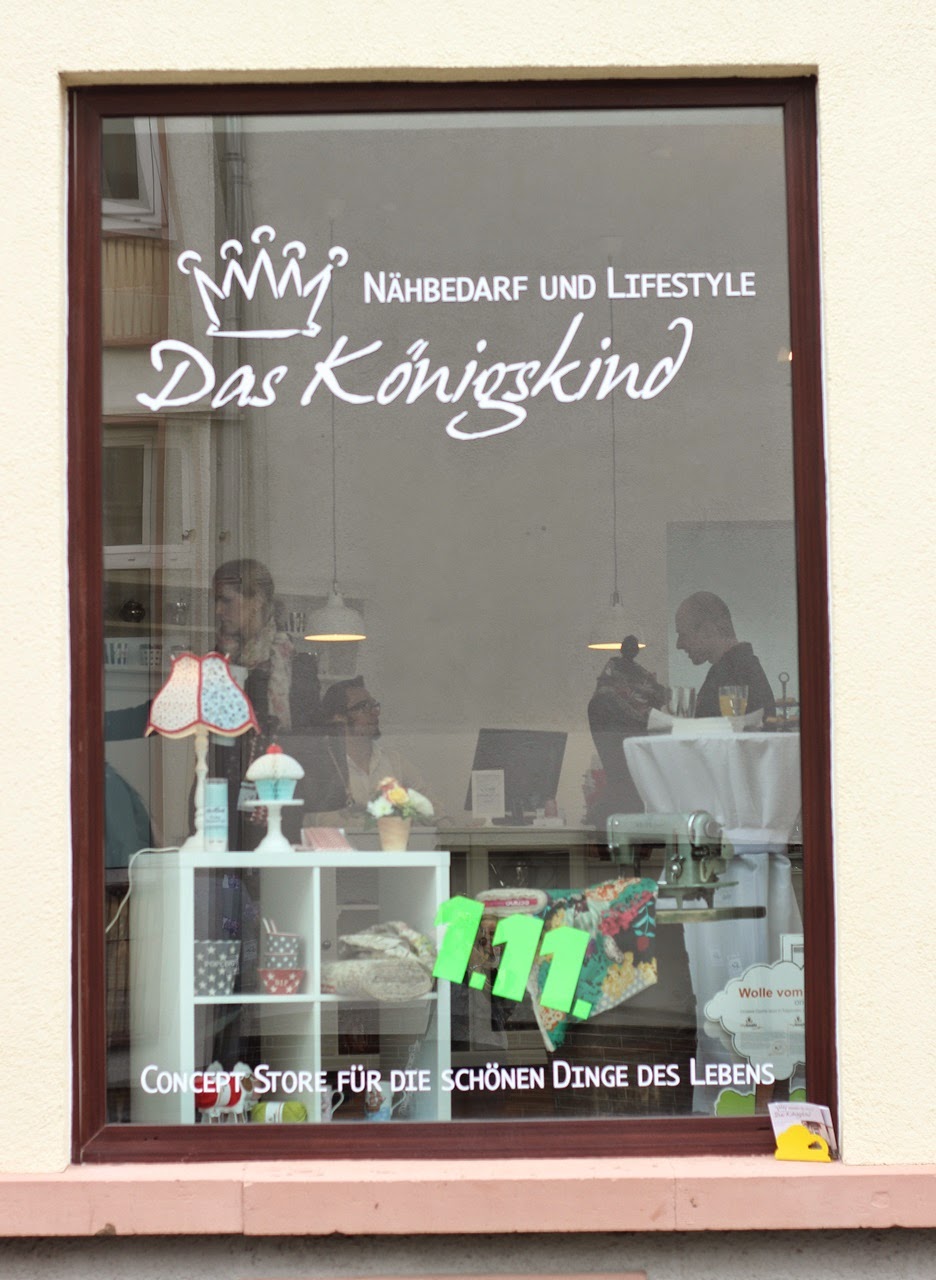 Nähbedarf und Lifestyle
Das Königskind
1.11.
Wolle vom
Concept Store für die schönen Dinge des Lebens